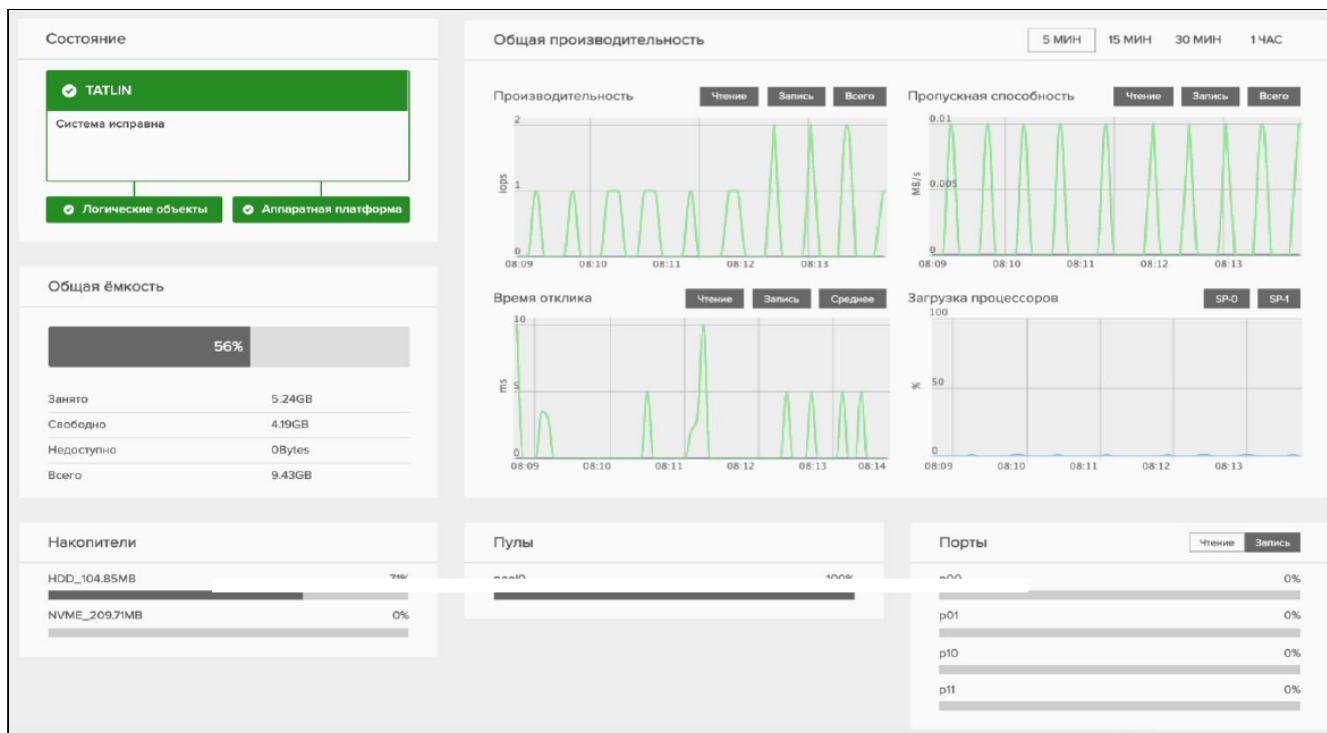 Состояние
TATLIN
Система исправна
Логические объекты
Аппаратная платформа
Общая ёмкость
56%
Занято 5.24GB
Свободно 4.19GB
Недоступно 0Bytes
Всего 9.43GB
Общая производительность
5 МИН 15 МИН 30 МИН 1 ЧАС
Производительность Чтение Запись Всего
2
iops
1
0
08:09 08:10 08:11 08:12 08:13
Пропускная способность Чтение Запись Всего
0.01
MB/s
0.005
0
08:09 08:10 08:11 08:12 08:13
Время отклика Чтение Запись Среднее
10
ms
5
0
08:09 08:10 08:11 08:12 08:13 08:14
Загрузка процессоров SP-0 SP-1
100
%
50
0
08:09 08:10 08:11 08:12 08:13
Накопители
HDD_104.85MB 71%
NVME_209.71MB 0%
Пулы
100%
Порты Чтение Запись
0%
p01 0%
p10 0%
p11 0%